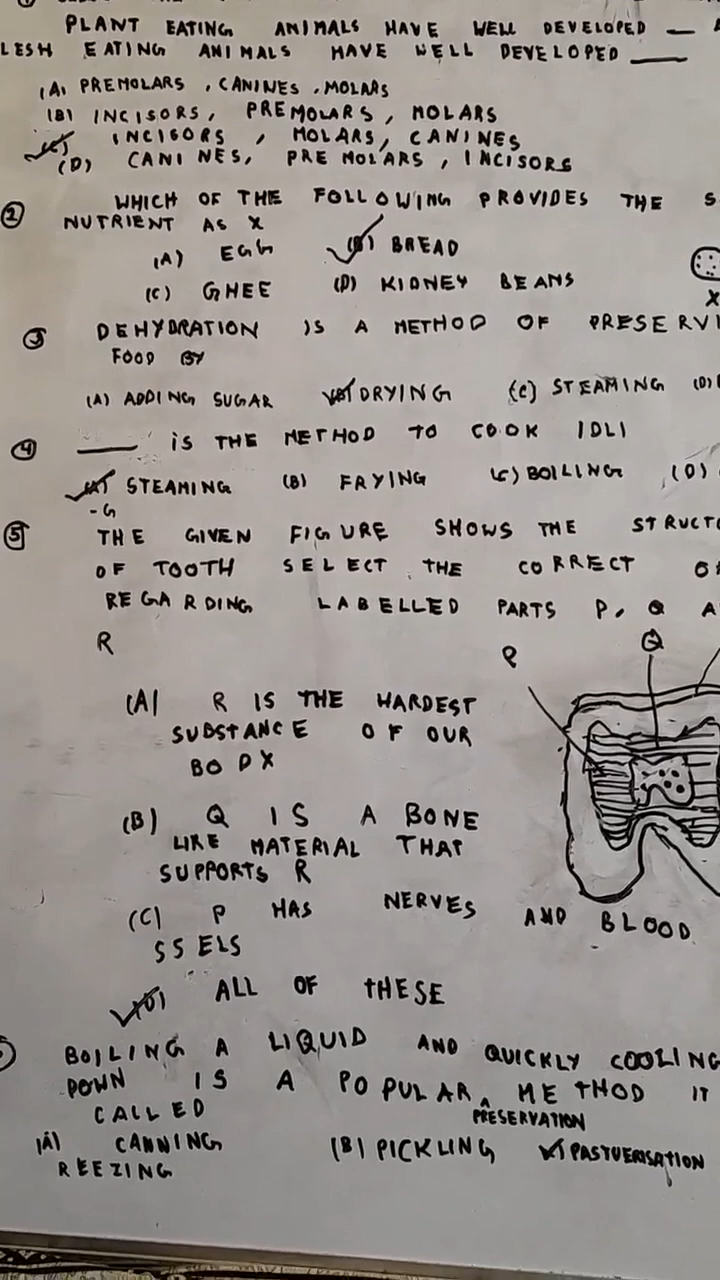 PLANT EATING ANIMALS HAVE WELL DEVELOPED __
LESH EATING ANIMALS HAVE WELL DEVELOPED ____
(A) PREMOLARS , CANINES , MOLARS
(B) INCISORS, PREMOLARS, MOLARS
(C) INCISORS , MOLARS, CANINES
(D) CANINES, PREMOLARS , INCISORS
② WHICH OF THE FOLLOWING PROVIDES THE S
NUTRIENT AS X
(A) EGG (B) BREAD
(C) GHEE (D) KIDNEY BEANS
X
③ DEHYDRATION IS A METHOD OF PRESERVI
FOOD BY
(A) ADDING SUGAR (B) DRYING (C) STEAMING (D)
④ ____ IS THE METHOD TO COOK IDLI
(A) STEAMING (B) FRYING (C) BOILING (D)
-G
⑤ THE GIVEN FIGURE SHOWS THE STRUCT
OF TOOTH SELECT THE CORRECT O
REGARDING LABELLED PARTS P, Q A
R
P Q
(A) R IS THE HARDEST
SUBSTANCE OF OUR
BODX
(B) Q IS A BONE
LIKE MATERIAL THAT
SUPPORTS R
(C) P HAS NERVES AND BLOOD
SSELS
(D) ALL OF THESE
BOILING A LIQUID AND QUICKLY COOLING
DOWN IS A POPULAR METHOD IT
PRESERVATION
CALLED
(A) CANNING (B) PICKLING PASTUERISATION
REEZING